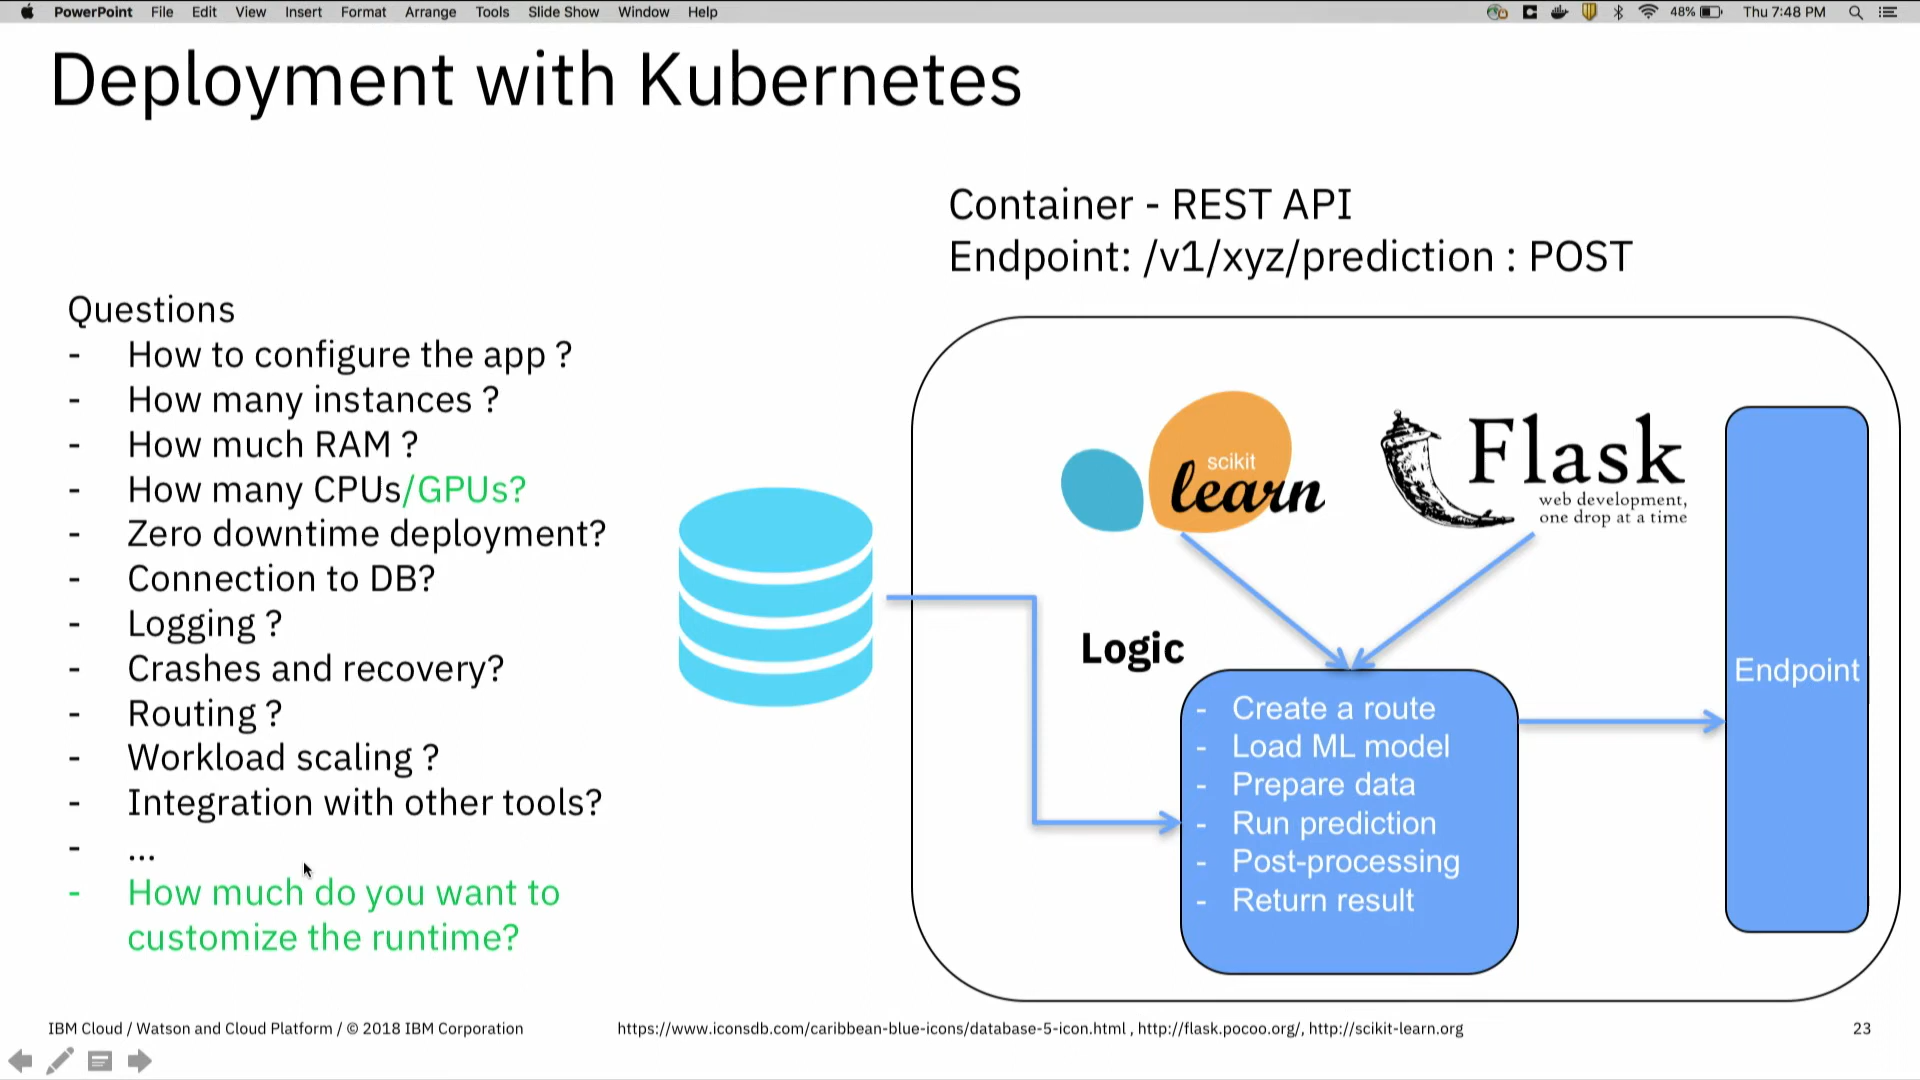 PowerPoint File Edit View Insert Format Arrange Tools Slide Show Window Help 48% Thu 7:48 PM
Deployment with Kubernetes
Container - REST API
Endpoint: /v1/xyz/prediction : POST
Questions
- How to configure the app ?
- How many instances ?
- How much RAM ?
- How many CPUs/GPUs?
- Zero downtime deployment?
- Connection to DB?
- Logging ?
- Crashes and recovery?
- Routing ?
- Workload scaling ?
- Integration with other tools?
- ...
- How much do you want to
customize the runtime?
scikit
learn
Flask
web development,
one drop at a time
Logic
- Create a route
- Load ML model
- Prepare data
- Run prediction
- Post-processing
- Return result
Endpoint
IBM Cloud / Watson and Cloud Platform / © 2018 IBM Corporation
https://www.iconsdb.com/caribbean-blue-icons/database-5-icon.html , http://flask.pocoo.org/, http://scikit-learn.org
23